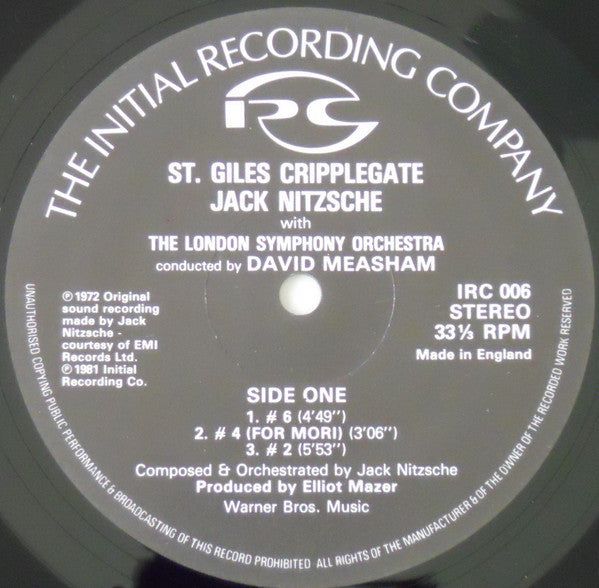 THE INITIAL RECORDING COMPANY
IRC
ST. GILES CRIPPLEGATE
JACK NITZSCHE
with
THE LONDON SYMPHONY ORCHESTRA
conducted by DAVID MEASHAM
℗ 1972 Original
sound recording
made by Jack
Nitzsche -
courtesy of EMI
Records Ltd.
℗ 1981 Initial
Recording Co.
IRC 006
STEREO
33⅓ RPM
Made in England
SIDE ONE
1. # 6 (4'49'')
2. # 4 (FOR MORI) (3'06'')
3. # 2 (5'53'')
Composed & Orchestrated by Jack Nitzsche
Produced by Elliot Mazer
Warner Bros. Music
UNAUTHORISED COPYING PUBLIC PERFORMANCE & BROADCASTING OF THIS RECORD PROHIBITED ALL RIGHTS OF THE MANUFACTURER & OF THE OWNER OF THE RECORDED WORK RESERVED